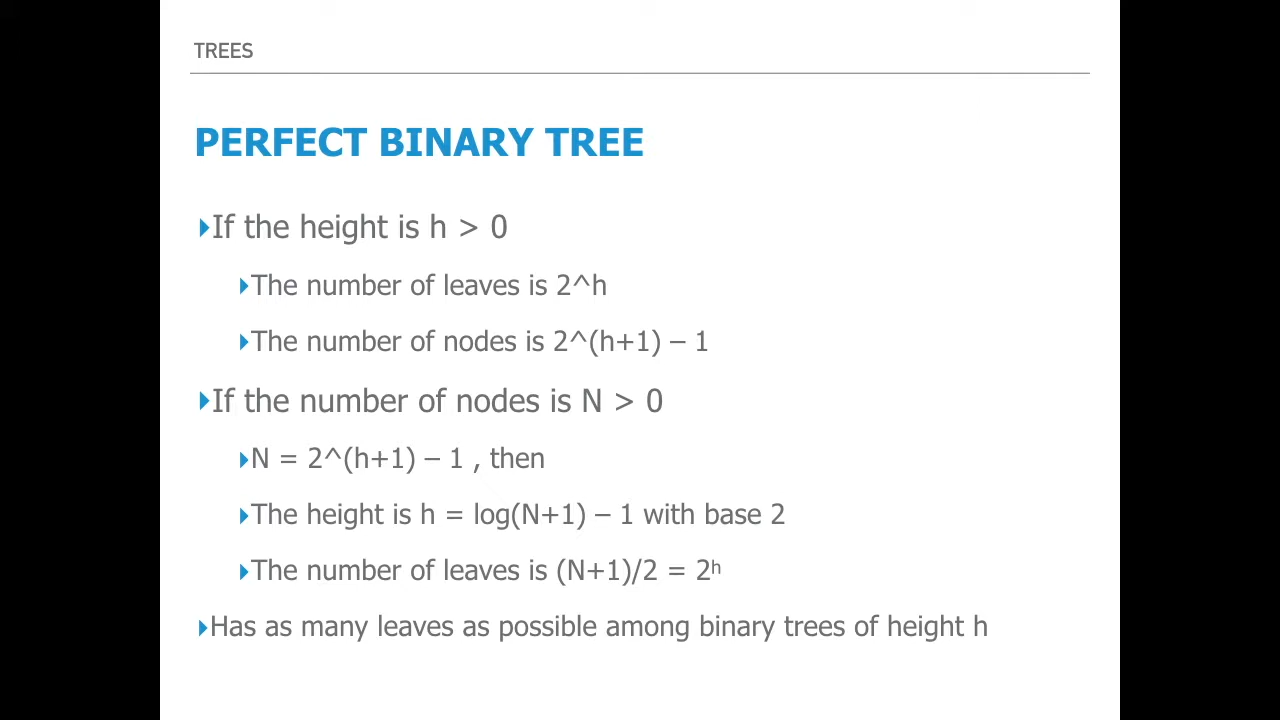 TREES
PERFECT BINARY TREE
If the height is h > 0
The number of leaves is 2^h
The number of nodes is 2^(h+1) – 1
If the number of nodes is N > 0
N = 2^(h+1) – 1 , then
The height is h = log(N+1) – 1 with base 2
The number of leaves is (N+1)/2 = 2ʰ
Has as many leaves as possible among binary trees of height h